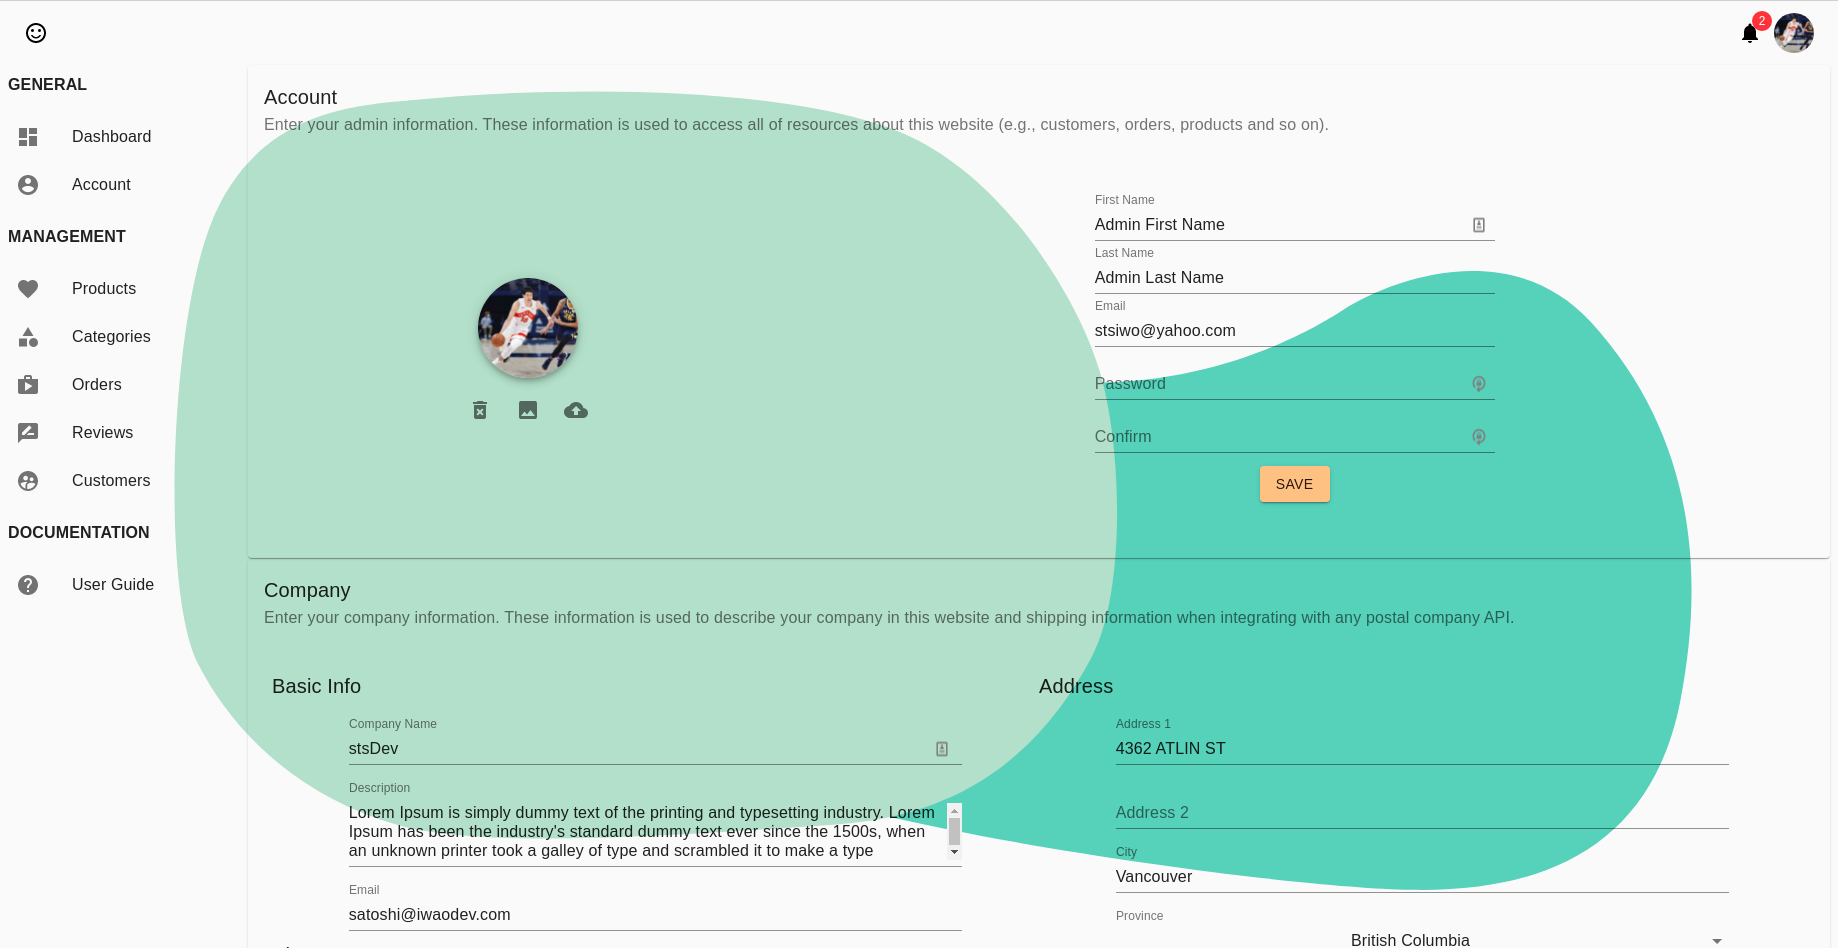 2
GENERAL
Dashboard
Account
MANAGEMENT
Products
Categories
Orders
Reviews
Customers
DOCUMENTATION
User Guide
Account
Enter your admin information. These information is used to access all of resources about this website (e.g., customers, orders, products and so on).
First Name
Admin First Name
Last Name
Admin Last Name
Email
stsiwo@yahoo.com
Password
Confirm
SAVE
Company
Enter your company information. These information is used to describe your company in this website and shipping information when integrating with any postal company API.
Basic Info
Company Name
stsDev
Description
Lorem Ipsum is simply dummy text of the printing and typesetting industry. Lorem
Ipsum has been the industry's standard dummy text ever since the 1500s, when
an unknown printer took a galley of type and scrambled it to make a type
Email
satoshi@iwaodev.com
Address
Address 1
4362 ATLIN ST
Address 2
City
Vancouver
Province
British Columbia